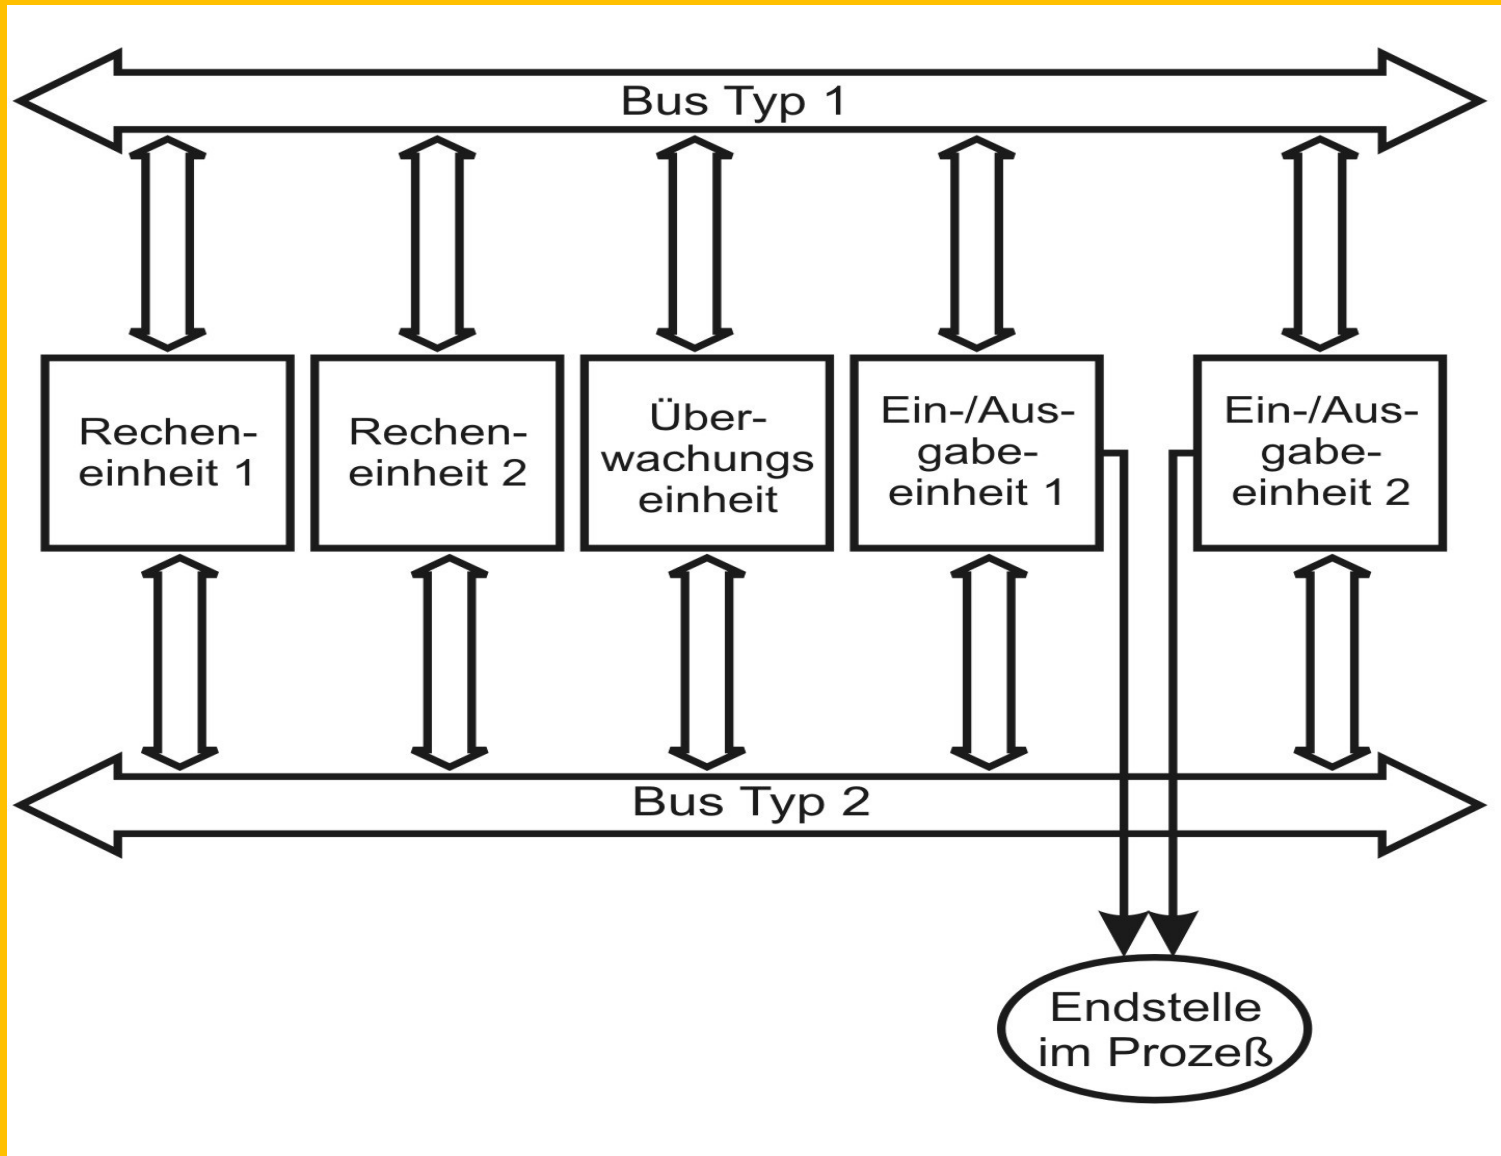 Bus Typ 1
Rechen-
einheit 1
Rechen-
einheit 2
Über-
wachungs
einheit
Ein-/Aus-
gabe-
einheit 1
Ein-/Aus-
gabe-
einheit 2
Bus Typ 2
Endstelle
im Prozeß